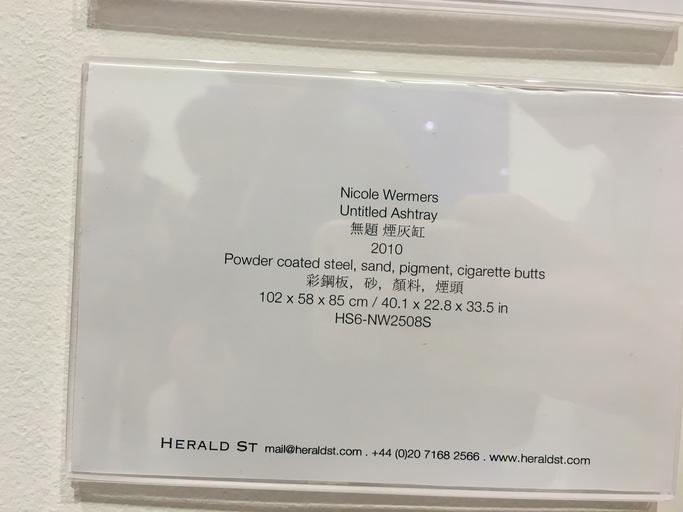 Nicole Wermers
Untitled Ashtray
無題 煙灰缸
2010
Powder coated steel, sand, pigment, cigarette butts
彩鋼板, 砂, 顏料, 煙頭
102 x 58 x 85 cm / 40.1 x 22.8 x 33.5 in
HS6-NW2508S
HERALD ST mail@heraldst.com . +44 (0)20 7168 2566 . www.heraldst.com